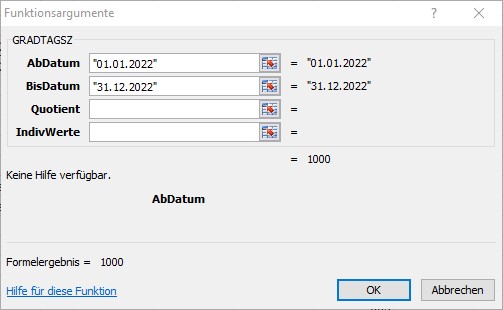 Funktionsargumente
? ×
GRADTAGSZ
AbDatum "01.01.2022" = "01.01.2022"
BisDatum "31.12.2022" = "31.12.2022"
Quotient =
IndivWerte =
= 1000
Keine Hilfe verfügbar.
AbDatum
Formelergebnis = 1000
Hilfe für diese Funktion
OK Abbrechen